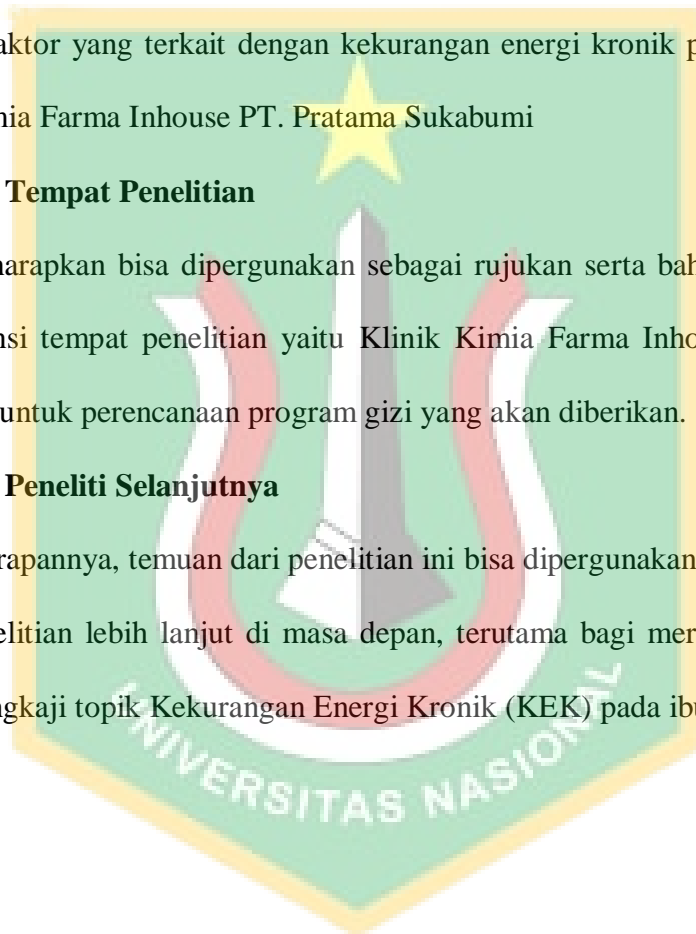 aktor yang terkait dengan kekurangan energi kronik p
nia Farma Inhouse PT. Pratama Sukabumi
Tempat Penelitian
harapkan bisa dipergunakan sebagai rujukan serta bah
nsi tempat penelitian yaitu Klinik Kimia Farma Inho
untuk perencanaan program gizi yang akan diberikan.
Peneliti Selanjutnya
rapannya, temuan dari penelitian ini bisa dipergunakan
elitian lebih lanjut di masa depan, terutama bagi mer
ngkaji topik Kekurangan Energi Kronik (KEK) pada ibu
UNIVERSITAS NASIONAL